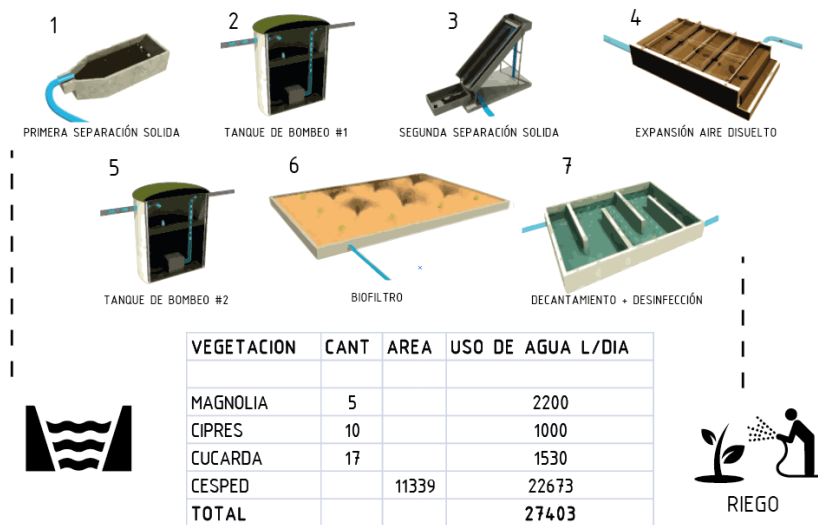 1
2
3
4
PRIMERA SEPARACIÓN SOLIDA
TANQUE DE BOMBEO #1
SEGUNDA SEPARACIÓN SOLIDA
EXPANSIÓN AIRE DISUELTO
5
6
7
TANQUE DE BOMBEO #2
BIOFILTRO
DECANTAMIENTO + DESINFECCIÓN
VEGETACION CANT AREA USO DE AGUA L/DIA
MAGNOLIA 5 2200
CIPRES 10 1000
CUCARDA 17 1530
CESPED 11339 22673
TOTAL 27403
RIEGO